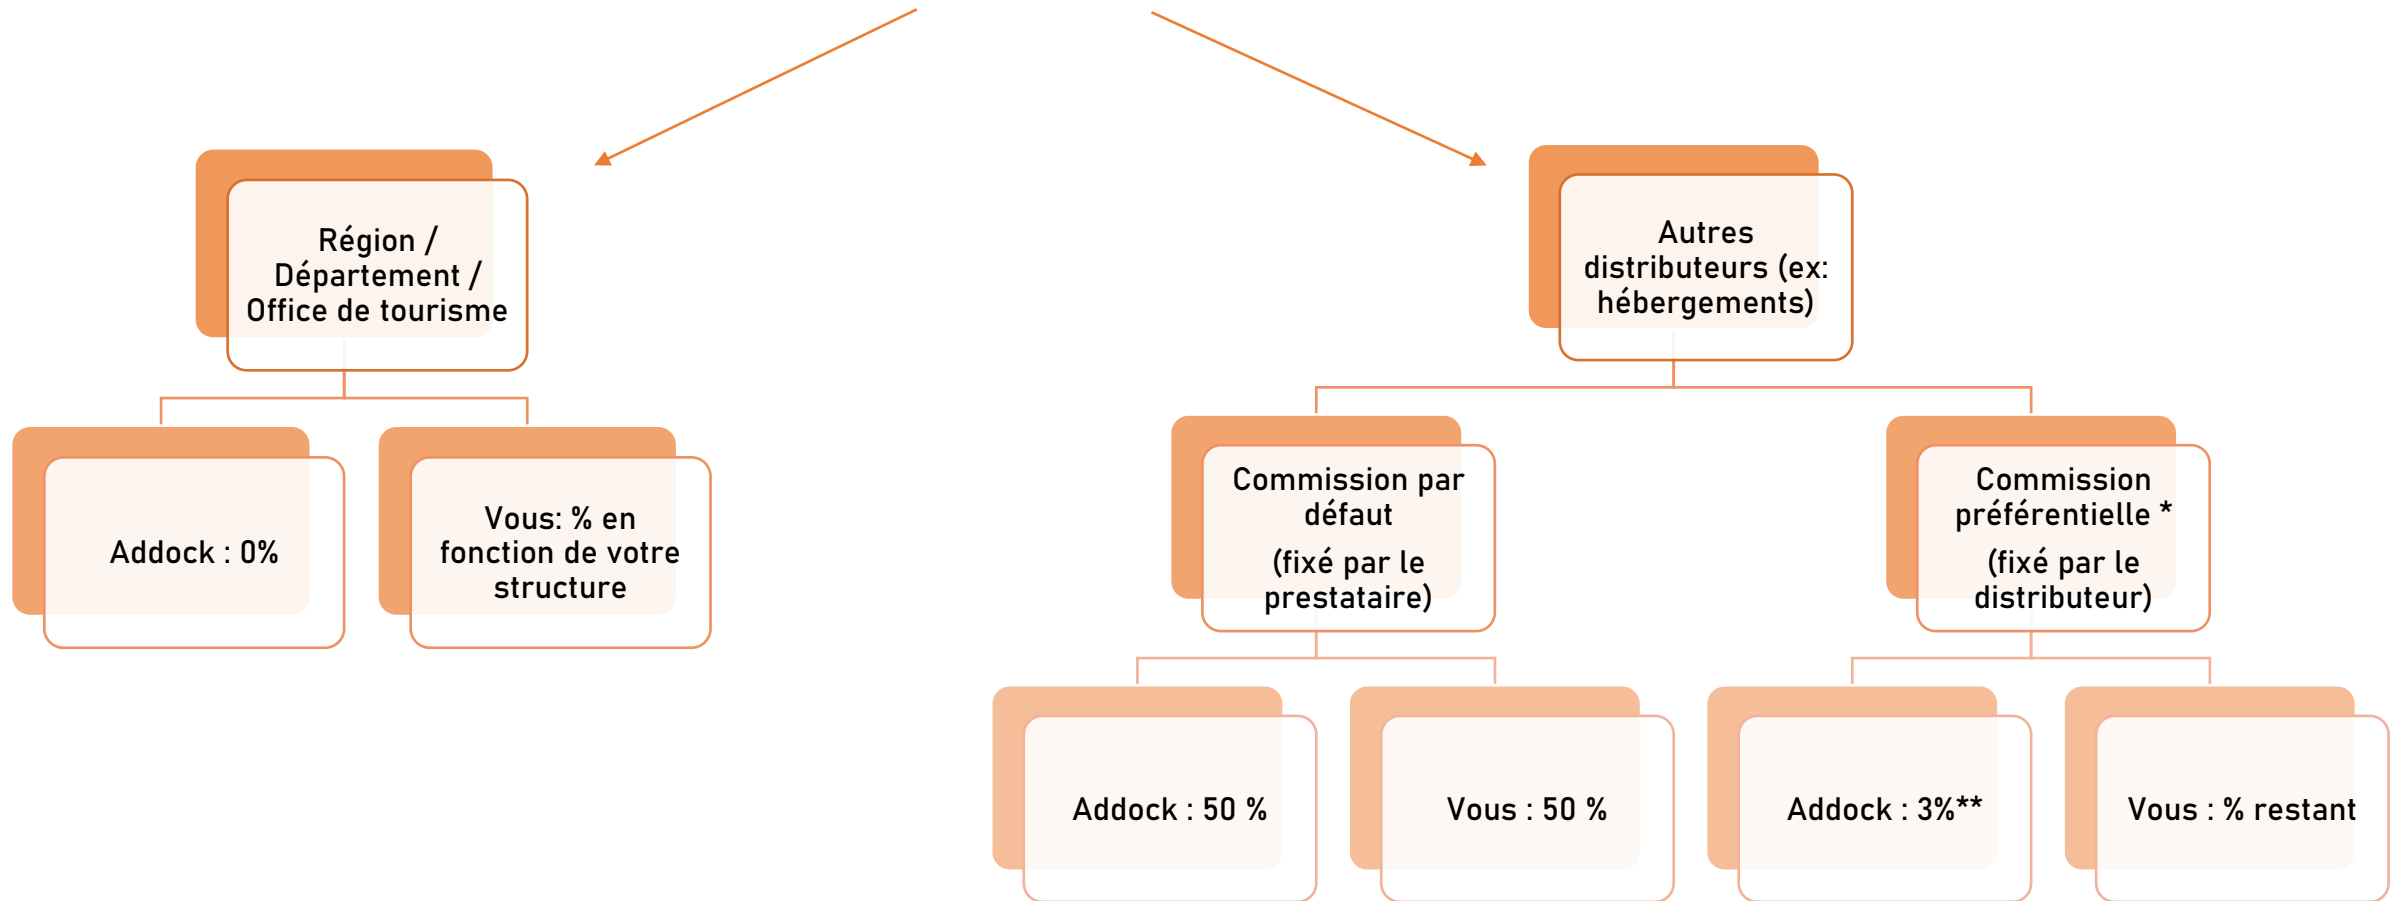 Région /
Département /
Office de tourisme
Autres
distributeurs (ex:
hébergements)
Addock : 0%
Vous: % en
fonction de votre
structure
Commission par
défaut
(fixé par le
prestataire)
Commission
préférentielle *
(fixé par le
distributeur)
Addock : 50 %
Vous : 50 %
Addock : 3%**
Vous : % restant